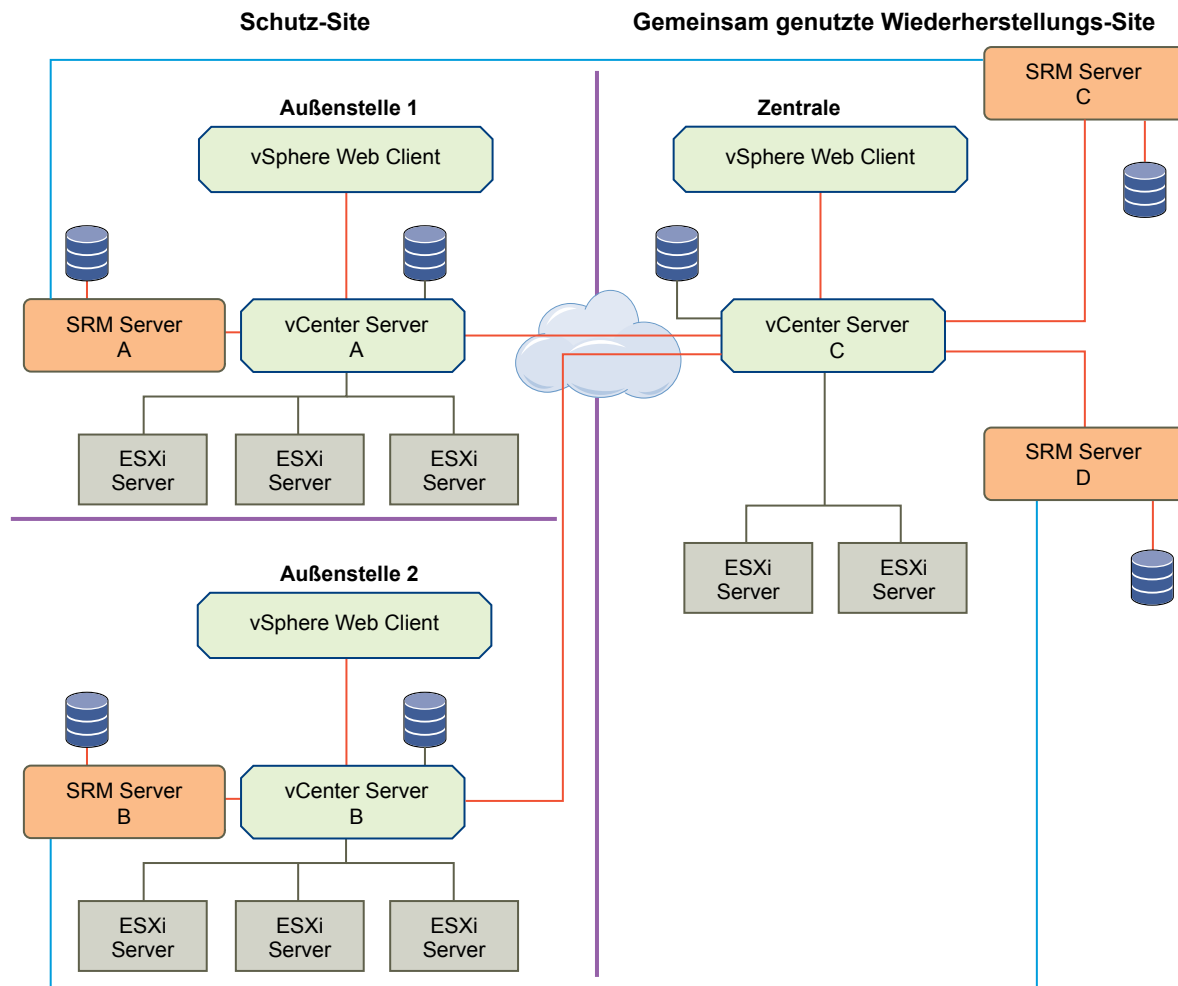 Schutz-Site
Gemeinsam genutzte Wiederherstellungs-Site
SRM Server
C
Außenstelle 1
vSphere Web Client
Zentrale
vSphere Web Client
SRM Server
A
vCenter Server
A
vCenter Server
C
ESXi
Server
ESXi
Server
ESXi
Server
SRM Server
D
ESXi
Server
ESXi
Server
Außenstelle 2
vSphere Web Client
SRM Server
B
vCenter Server
B
ESXi
Server
ESXi
Server
ESXi
Server